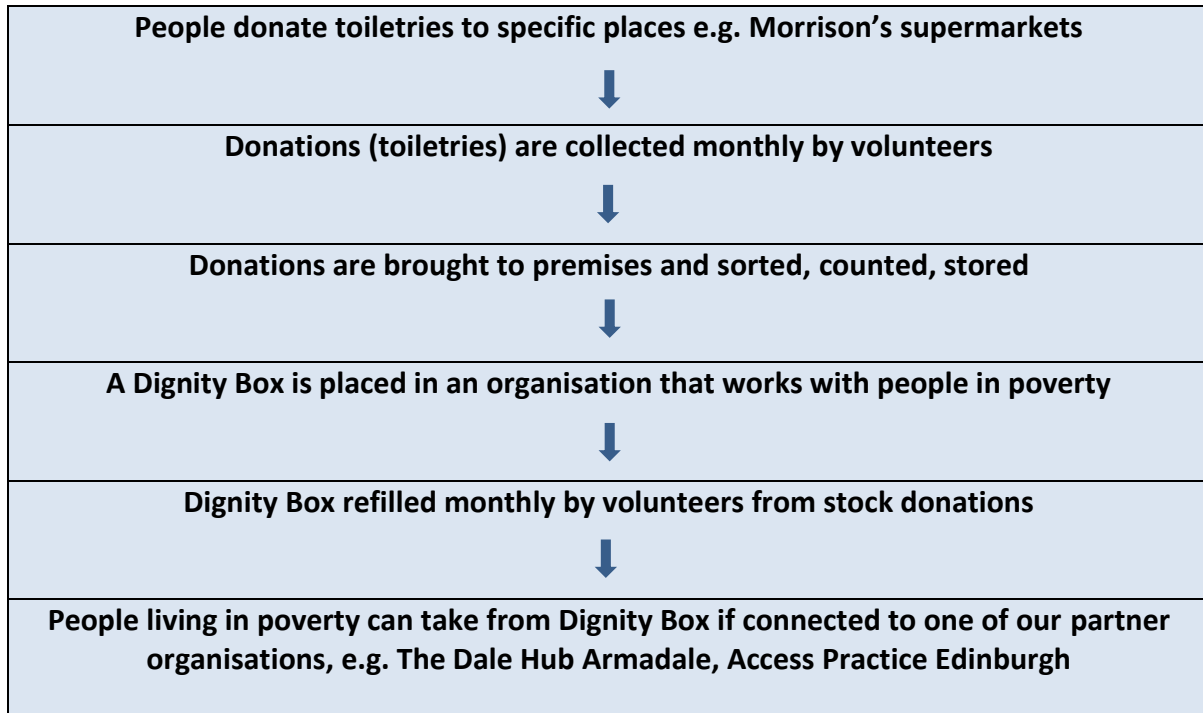 People donate toiletries to specific places e.g. Morrison’s supermarkets
Donations (toiletries) are collected monthly by volunteers
Donations are brought to premises and sorted, counted, stored
A Dignity Box is placed in an organisation that works with people in poverty
Dignity Box refilled monthly by volunteers from stock donations
People living in poverty can take from Dignity Box if connected to one of our partner
organisations, e.g. The Dale Hub Armadale, Access Practice Edinburgh